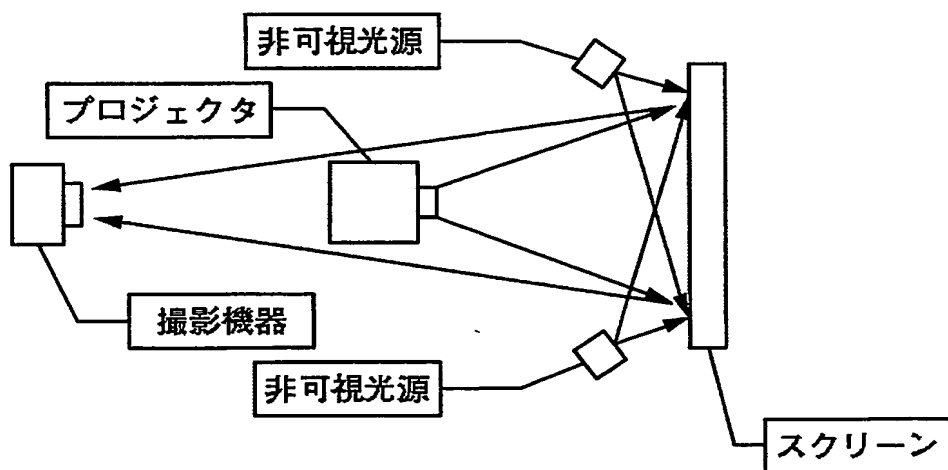 非可視光源
プロジェクタ
撮影機器
非可視光源
スクリーン